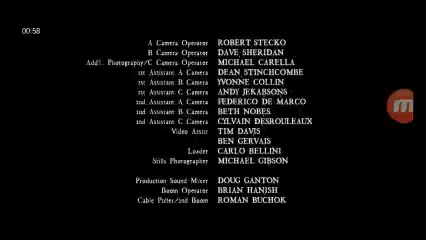 00:58
A Camera Operator ROBERT STECKO
B Camera Operator DAVE SHERIDAN
Add'l. Photography/C Camera Operator MICHAEL CARELLA
1st Assistant A Camera DEAN STINCHCOMBE
1st Assistant B Camera YVONNE COLLIN
1st Assistant C Camera ANDY JEKABSONS
2nd Assistant A Camera FEDERICO DE MARCO
2nd Assistant B Camera BETH NOBES
2nd Assistant C Camera CYLVAIN DESROULEAUX
Video Assist TIM DAVIS
BEN GERVAIS
Loader CARLO BELLINI
Stills Photographer MICHAEL GIBSON
Production Sound Mixer DOUG GANTON
Boom Operator BRIAN HANISH
Cable Puller/2nd Boom ROMAN BUCHOK